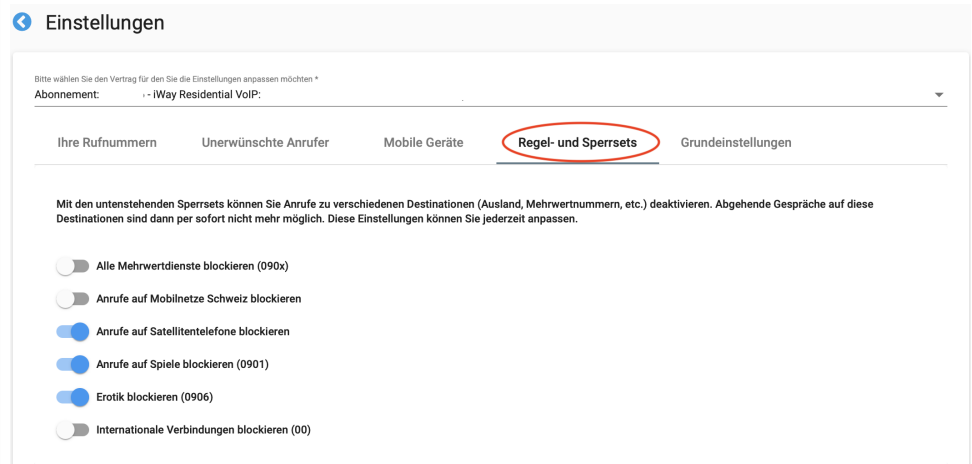 Einstellungen
Bitte wählen Sie den Vertrag für den Sie die Einstellungen anpassen möchten *
Abonnement: - iWay Residential VoIP:
Ihre Rufnummern Unerwünschte Anrufer Mobile Geräte Regel- und Sperrsets Grundeinstellungen
Mit den untenstehenden Sperrsets können Sie Anrufe zu verschiedenen Destinationen (Ausland, Mehrwertnummern, etc.) deaktivieren. Abgehende Gespräche auf diese
Destinationen sind dann per sofort nicht mehr möglich. Diese Einstellungen können Sie jederzeit anpassen.
Alle Mehrwertdienste blockieren (090x)
Anrufe auf Mobilnetze Schweiz blockieren
Anrufe auf Satellitentelefone blockieren
Anrufe auf Spiele blockieren (0901)
Erotik blockieren (0906)
Internationale Verbindungen blockieren (00)